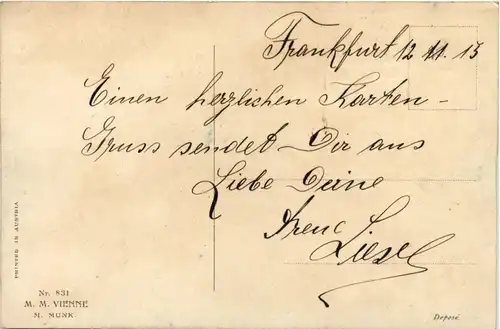 Frankfurt 12 11. 15
Einen herzlichen Karten-
Gruss sendet Dir aus
Liebe Deine
Liesel
PRINTED IN AUSTRIA
Nr. 831
M. M. VIENNE
M. MUNK
Deposé